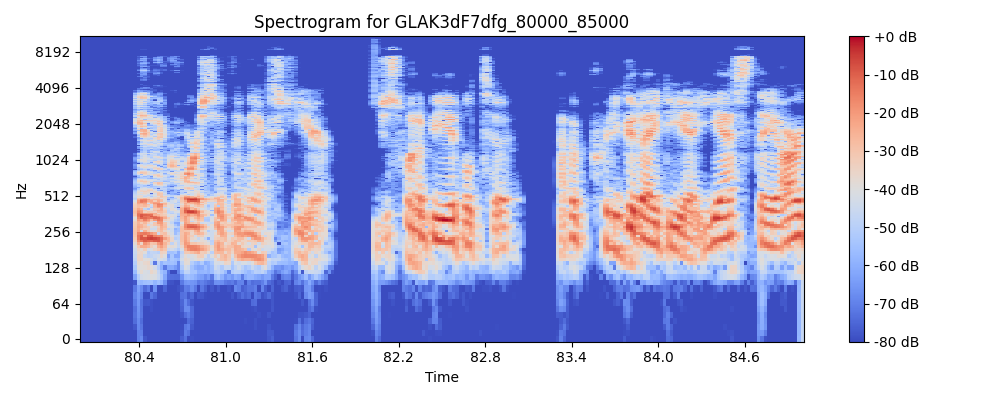 Spectrogram for GLAK3dF7dfg_80000_85000
8192
4096
2048
1024
512
256
128
64
0
Hz
80.4 81.0 81.6 82.2 82.8 83.4 84.0 84.6
Time
+0 dB
-10 dB
-20 dB
-30 dB
-40 dB
-50 dB
-60 dB
-70 dB
-80 dB